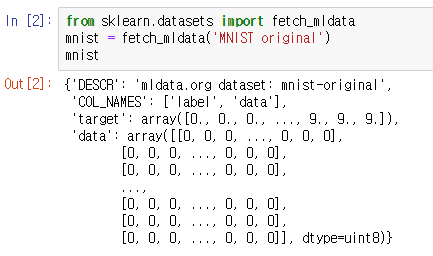 In [2]: from sklearn.datasets import fetch_mldata
mnist = fetch_mldata('MNIST original')
mnist
Out[2]: {'DESCR': 'mldata.org dataset: mnist-original',
'COL_NAMES': ['label', 'data'],
'target': array([0., 0., 0., ..., 9., 9., 9.]),
'data': array([[0, 0, 0, ..., 0, 0, 0],
[0, 0, 0, ..., 0, 0, 0],
[0, 0, 0, ..., 0, 0, 0],
...,
[0, 0, 0, ..., 0, 0, 0],
[0, 0, 0, ..., 0, 0, 0],
[0, 0, 0, ..., 0, 0, 0]], dtype=uint8)}